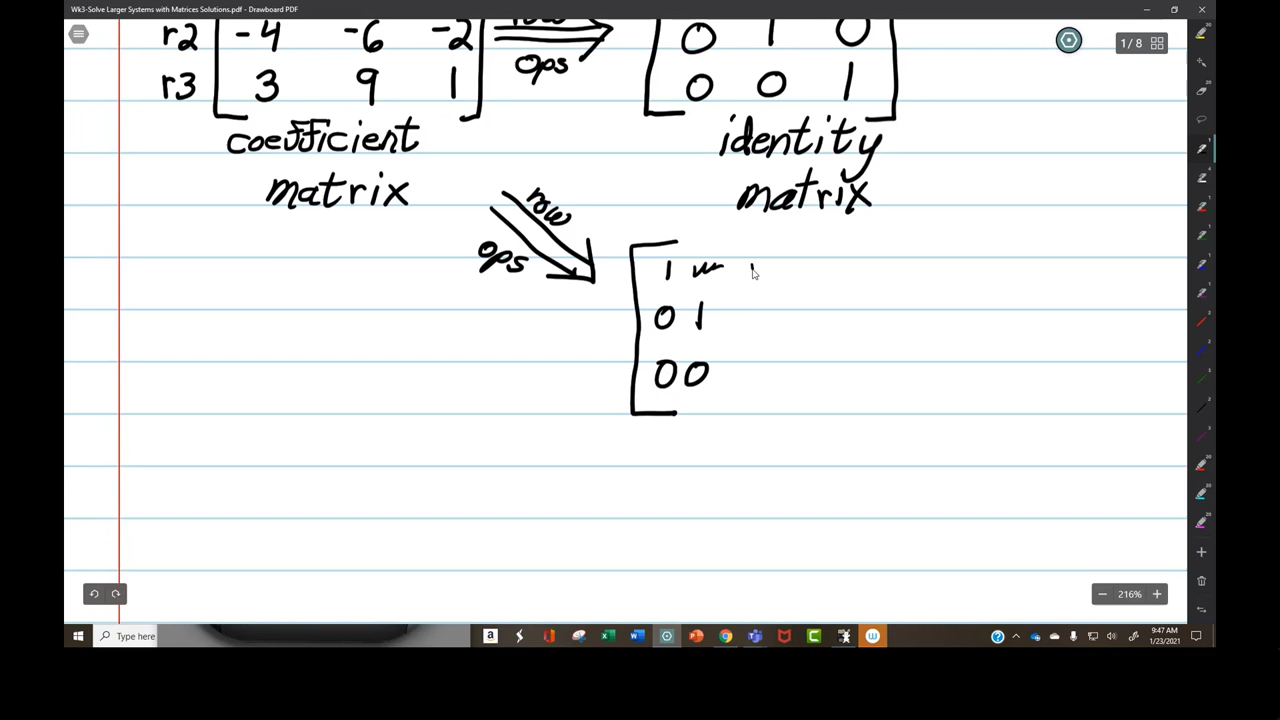 Wk3-Solve Larger Systems with Matrices Solutions.pdf - Drawboard PDF
1/8
r2 -4 -6 -2 row 0 1 0
ops
r3 3 9 1 0 0 1
coefficient identity
matrix matrix
row
ops
1
0 1
0 0
216%
Type here
9:47 AM
1/23/2021